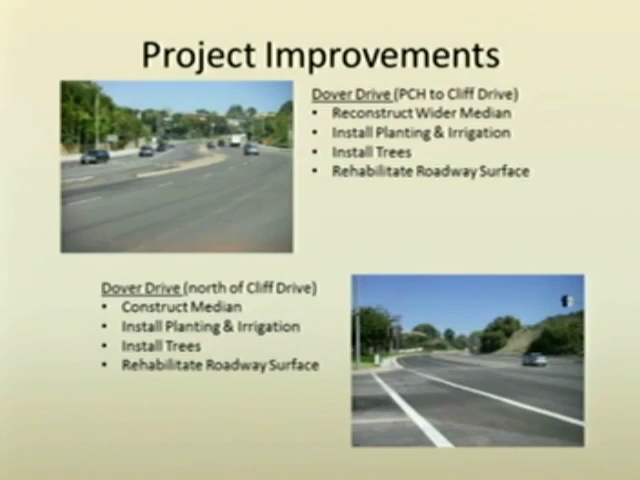 Project Improvements
Dover Drive (PCH to Cliff Drive)
• Reconstruct Wider Median
• Install Planting & Irrigation
• Install Trees
• Rehabilitate Roadway Surface
Dover Drive (north of Cliff Drive)
• Construct Median
• Install Planting & Irrigation
• Install Trees
• Rehabilitate Roadway Surface